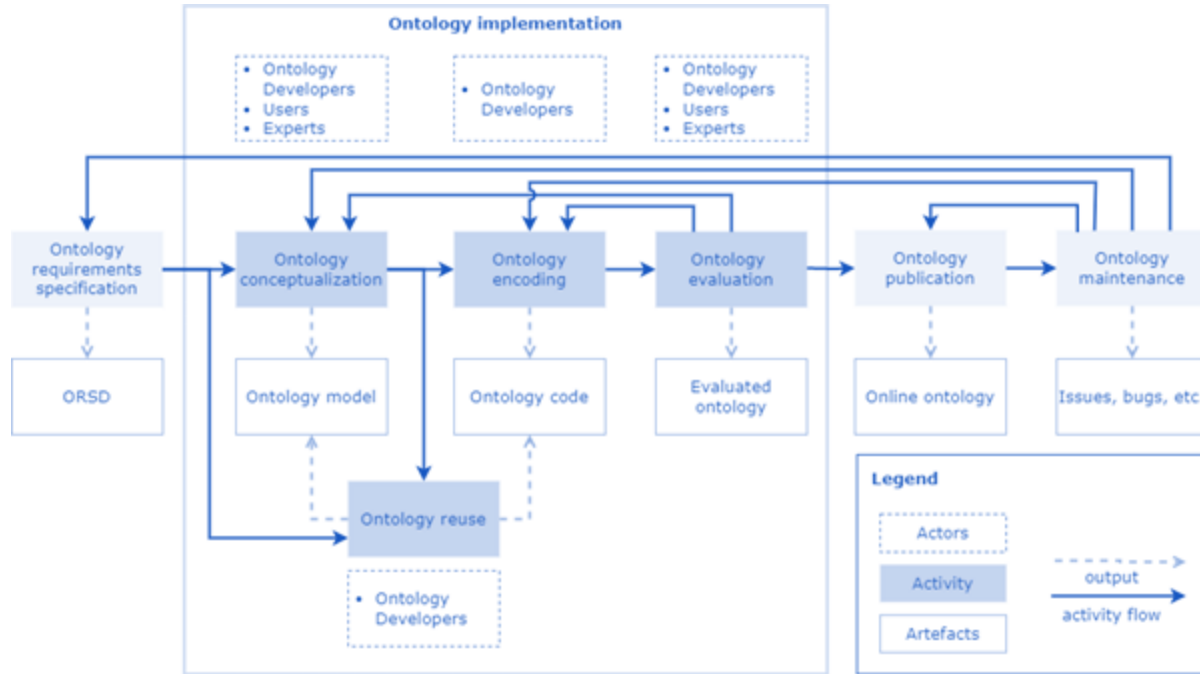 Ontology implementation
• Ontology
Developers
• Users
• Experts
• Ontology
Developers
• Ontology
Developers
• Users
• Experts
Ontology
requirements
specification
Ontology
conceptualization
Ontology
encoding
Ontology
evaluation
Ontology
publication
Ontology
maintenance
ORSD
Ontology model
Ontology code
Evaluated
ontology
Online ontology
Issues, bugs, etc
Ontology reuse
• Ontology
Developers
Legend
Actors
Activity
Artefacts
output
activity flow